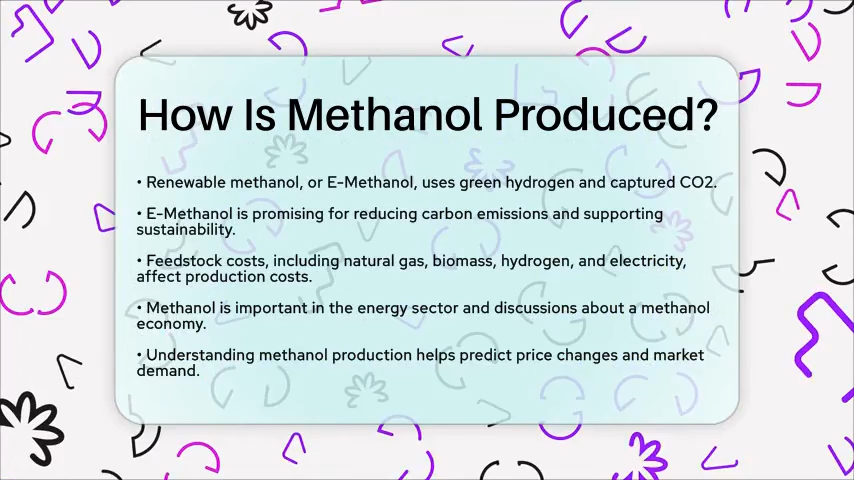 How Is Methanol Produced?
• Renewable methanol, or E-Methanol, uses green hydrogen and captured CO2.
• E-Methanol is promising for reducing carbon emissions and supporting
sustainability.
• Feedstock costs, including natural gas, biomass, hydrogen, and electricity,
affect production costs.
• Methanol is important in the energy sector and discussions about a methanol
economy.
• Understanding methanol production helps predict price changes and market
demand.